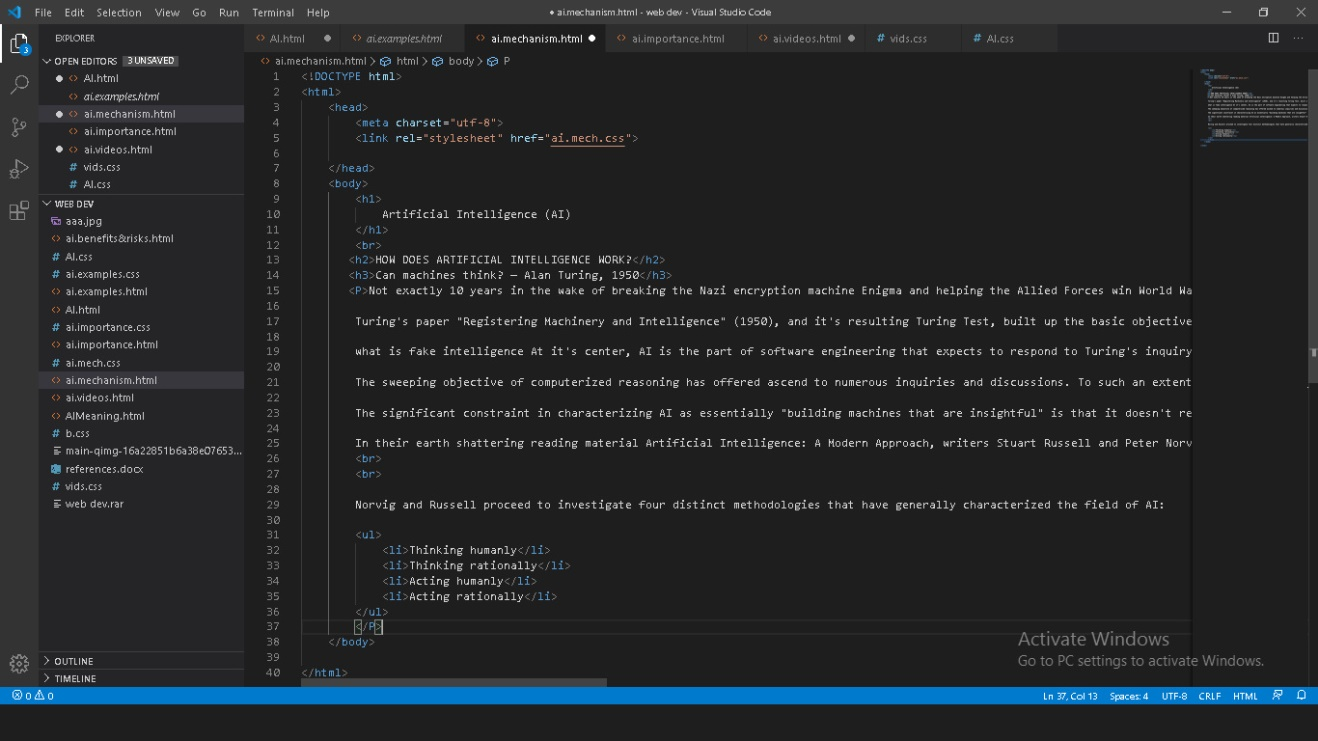 File Edit Selection View Go Run Terminal Help
● ai.mechanism.html - web dev - Visual Studio Code
EXPLORER
AI.html ai.examples.html ai.mechanism.html ai.importance.html ai.videos.html # vids.css # AI.css
3
OPEN EDITORS 3 UNSAVED
AI.html
ai.examples.html
ai.mechanism.html
ai.importance.html
ai.videos.html
# vids.css
# AI.css
WEB DEV
aaa.jpg
ai.benefits&risks.html
# AI.css
# ai.examples.css
ai.examples.html
AI.html
# ai.importance.css
ai.importance.html
# ai.mech.css
ai.mechanism.html
ai.videos.html
AIMeaning.html
# b.css
main-qimg-16a22851b6a38e07653...
references.docx
# vids.css
web dev.rar
OUTLINE
TIMELINE
ai.mechanism.html > html > body > P
1 <!DOCTYPE html>
2 <html>
3 <head>
4 <meta charset="utf-8">
5 <link rel="stylesheet" href="ai.mech.css">
6
7 </head>
8 <body>
9 <h1>
10 Artificial Intelligence (AI)
11 </h1>
12 <br>
13 <h2>HOW DOES ARTIFICIAL INTELLIGENCE WORK?</h2>
14 <h3>Can machines think? — Alan Turing, 1950</h3>
15 <P>Not exactly 10 years in the wake of breaking the Nazi encryption machine Enigma and helping the Allied Forces win World Wa
16
17 Turing's paper "Registering Machinery and Intelligence" (1950), and it's resulting Turing Test, built up the basic objective
18
19 what is fake intelligence At it's center, AI is the part of software engineering that expects to respond to Turing's inquiry
20
21 The sweeping objective of computerized reasoning has offered ascend to numerous inquiries and discussions. To such an extent
22
23 The significant constraint in characterizing AI as essentially "building machines that are insightful" is that it doesn't re
24
25 In their earth shattering reading material Artificial Intelligence: A Modern Approach, writers Stuart Russell and Peter Norv
26 <br>
27 <br>
28
29 Norvig and Russell proceed to investigate four distinct methodologies that have generally characterized the field of AI:
30
31 <ul>
32 <li>Thinking humanly</li>
33 <li>Thinking rationally</li>
34 <li>Acting humanly</li>
35 <li>Acting rationally</li>
36 </ul>
37 </P>
38 </body>
39
40 </html>
Activate Windows
Go to PC settings to activate Windows.
0 0 Ln 37, Col 13 Spaces: 4 UTF-8 CRLF HTML